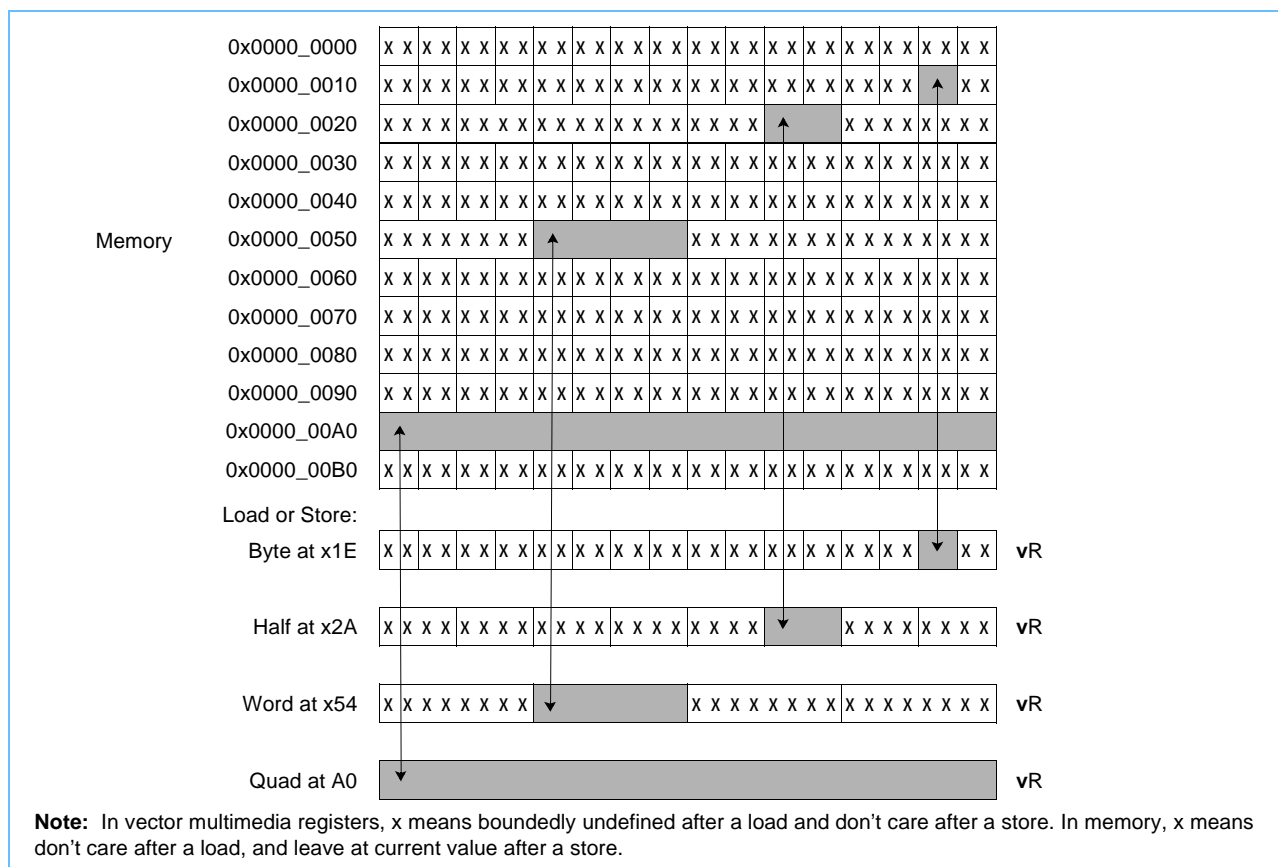 0x0000_0000 X X X X X X X X X X X X X X X X X X X X X X X X X X X X X X X X
0x0000_0010 X X X X X X X X X X X X X X X X X X X X X X X X X X X X X X
0x0000_0020 X X X X X X X X X X X X X X X X X X X X X X X X X X X X
0x0000_0030 X X X X X X X X X X X X X X X X X X X X X X X X X X X X X X X X
0x0000_0040 X X X X X X X X X X X X X X X X X X X X X X X X X X X X X X X X
Memory 0x0000_0050 X X X X X X X X X X X X X X X X X X X X X X X X
0x0000_0060 X X X X X X X X X X X X X X X X X X X X X X X X X X X X X X X X
0x0000_0070 X X X X X X X X X X X X X X X X X X X X X X X X X X X X X X X X
0x0000_0080 X X X X X X X X X X X X X X X X X X X X X X X X X X X X X X X X
0x0000_0090 X X X X X X X X X X X X X X X X X X X X X X X X X X X X X X X X
0x0000_00A0
0x0000_00B0 X X X X X X X X X X X X X X X X X X X X X X X X X X X X X X X X
Load or Store:
Byte at x1E X X X X X X X X X X X X X X X X X X X X X X X X X X X X X X vR
Half at x2A X X X X X X X X X X X X X X X X X X X X X X X X X X X X vR
Word at x54 X X X X X X X X X X X X X X X X X X X X X X X X vR
Quad at A0 vR
Note: In vector multimedia registers, x means boundedly undefined after a load and don't care after a store. In memory, x means
don't care after a load, and leave at current value after a store.